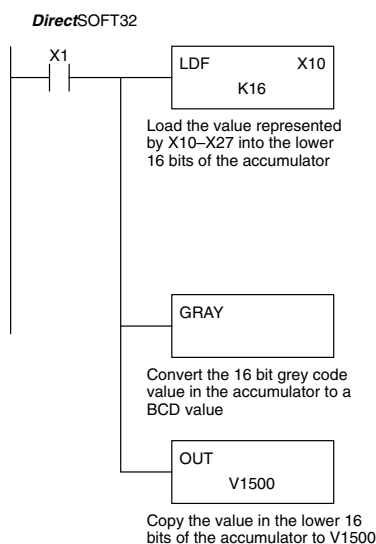 DirectSOFT32
X1
LDF X10
K16
Load the value represented
by X10–X27 into the lower
16 bits of the accumulator
GRAY
Convert the 16 bit grey code
value in the accumulator to a
BCD value
OUT
V1500
Copy the value in the lower 16
bits of the accumulator to V1500